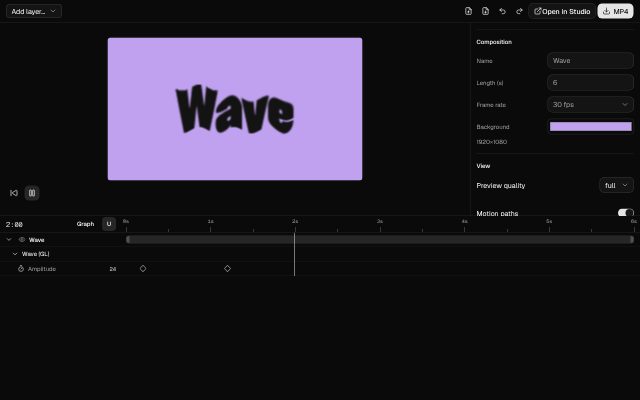 Add layer...
Open in Studio
MP4
Wave
Composition
Name
Wave
Length (s)
6
Frame rate
30 fps
Background
1920×1080
View
Preview quality
full
Motion paths
2:00
Graph
U
0s
1s
2s
3s
4s
5s
6s
Wave
Wave (GL)
Amplitude
24